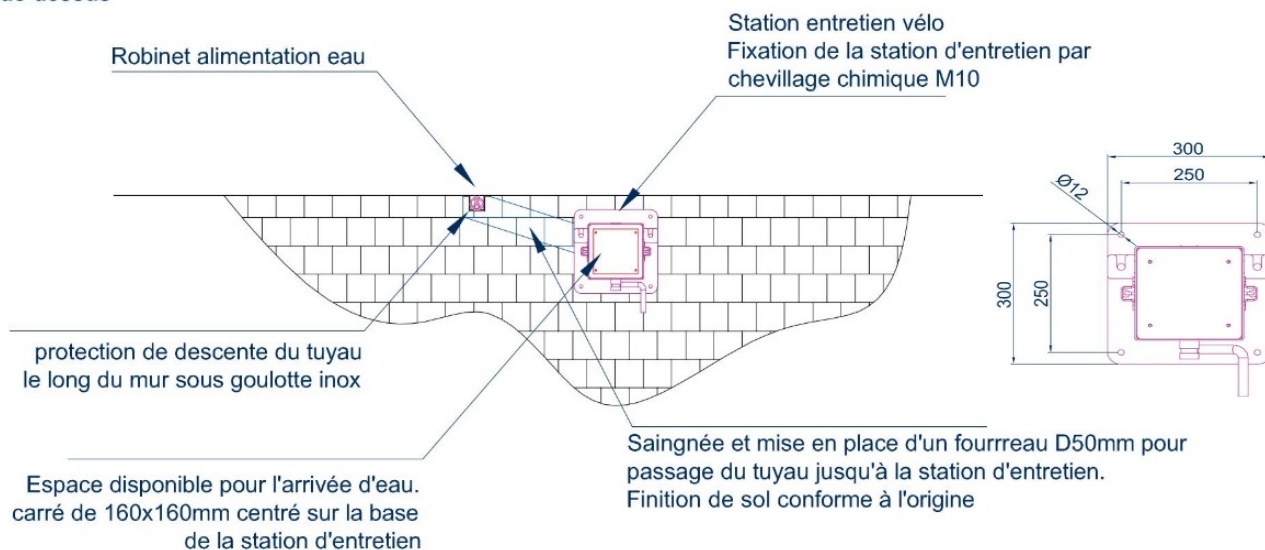 Robinet alimentation eau
Station entretien vélo
Fixation de la station d'entretien par
chevillage chimique M10
300
250
Ø12
300
250
protection de descente du tuyau
le long du mur sous goulotte inox
Espace disponible pour l'arrivée d'eau.
carré de 160x160mm centré sur la base
de la station d'entretien
Saingnée et mise en place d'un fourrreau D50mm pour
passage du tuyau jusqu'à la station d'entretien.
Finition de sol conforme à l'origine